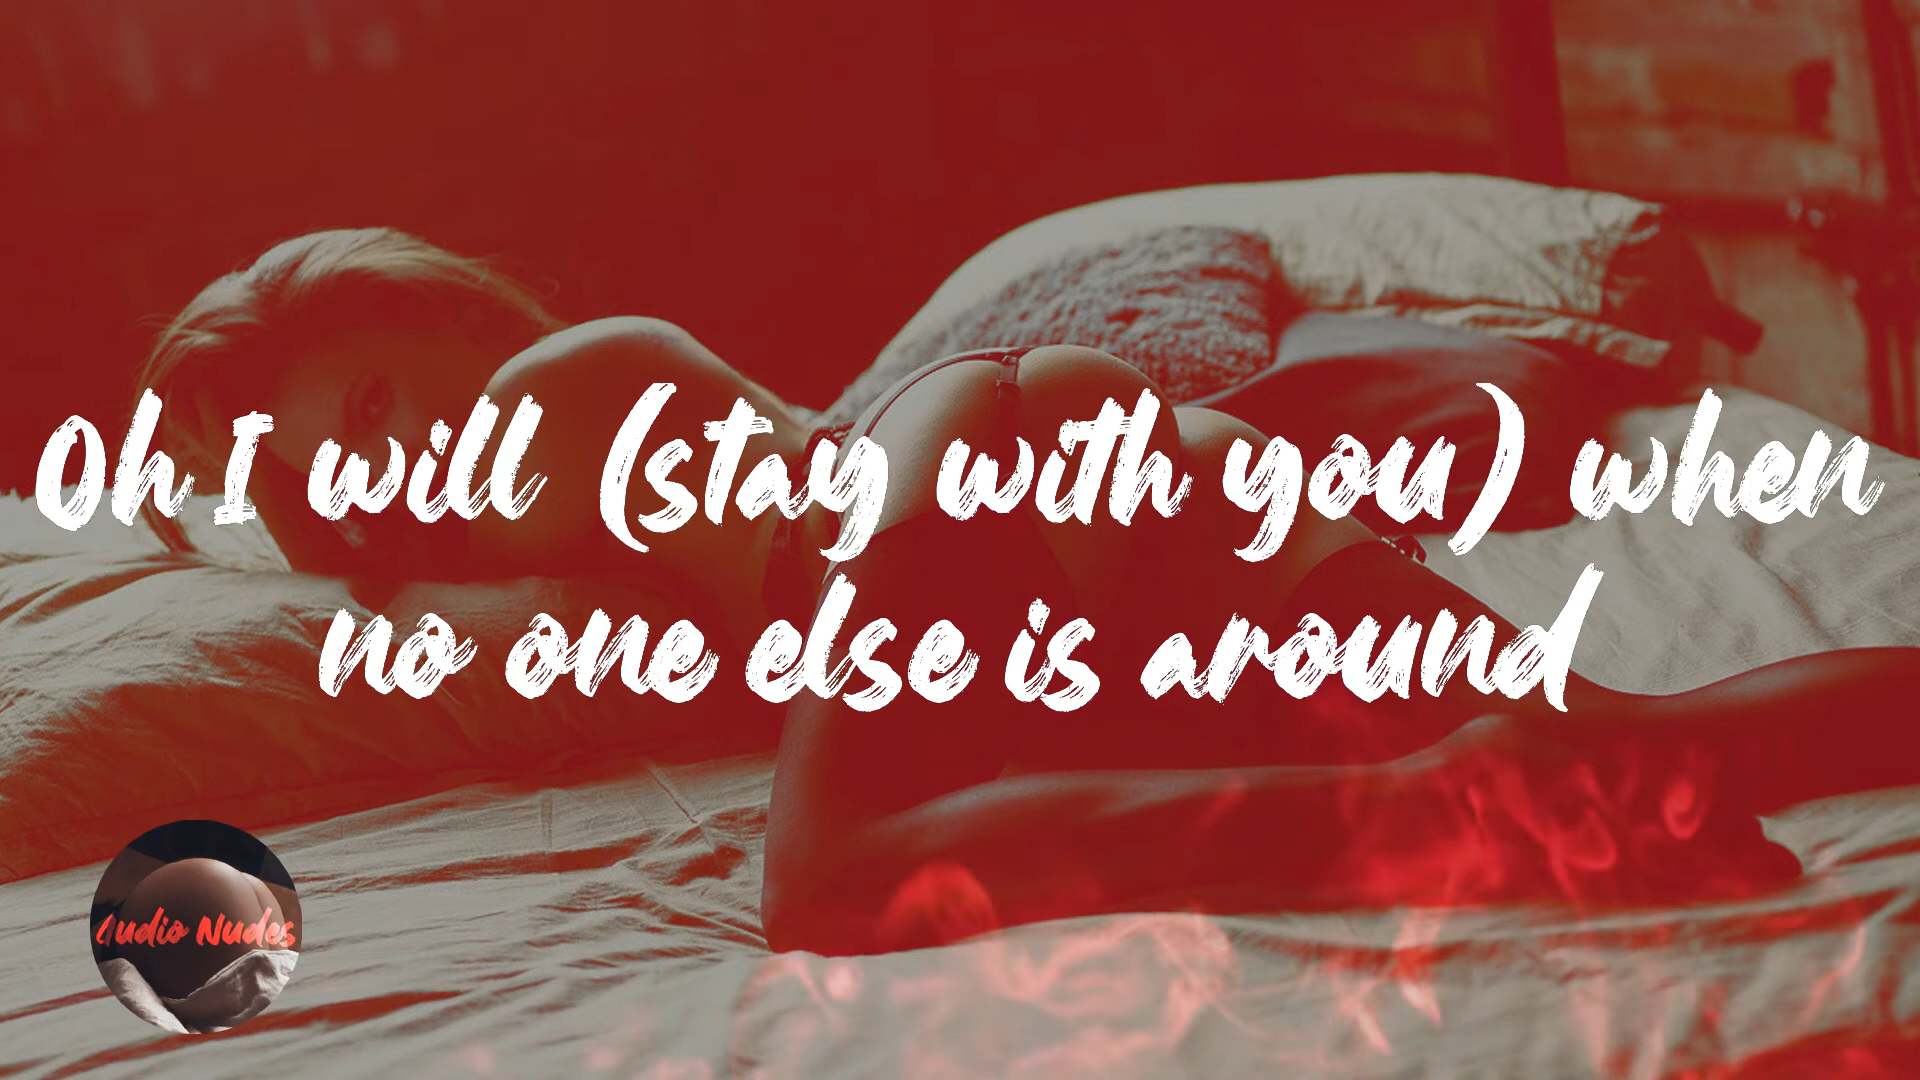 Oh I will (stay with you) when
no one else is around
Audio Nudes